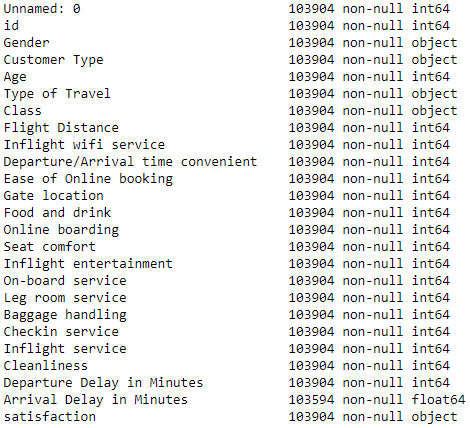 Unnamed: 0 103904 non-null int64
id 103904 non-null int64
Gender 103904 non-null object
Customer Type 103904 non-null object
Age 103904 non-null int64
Type of Travel 103904 non-null object
Class 103904 non-null object
Flight Distance 103904 non-null int64
Inflight wifi service 103904 non-null int64
Departure/Arrival time convenient 103904 non-null int64
Ease of Online booking 103904 non-null int64
Gate location 103904 non-null int64
Food and drink 103904 non-null int64
Online boarding 103904 non-null int64
Seat comfort 103904 non-null int64
Inflight entertainment 103904 non-null int64
On-board service 103904 non-null int64
Leg room service 103904 non-null int64
Baggage handling 103904 non-null int64
Checkin service 103904 non-null int64
Inflight service 103904 non-null int64
Cleanliness 103904 non-null int64
Departure Delay in Minutes 103904 non-null int64
Arrival Delay in Minutes 103594 non-null float64
satisfaction 103904 non-null object